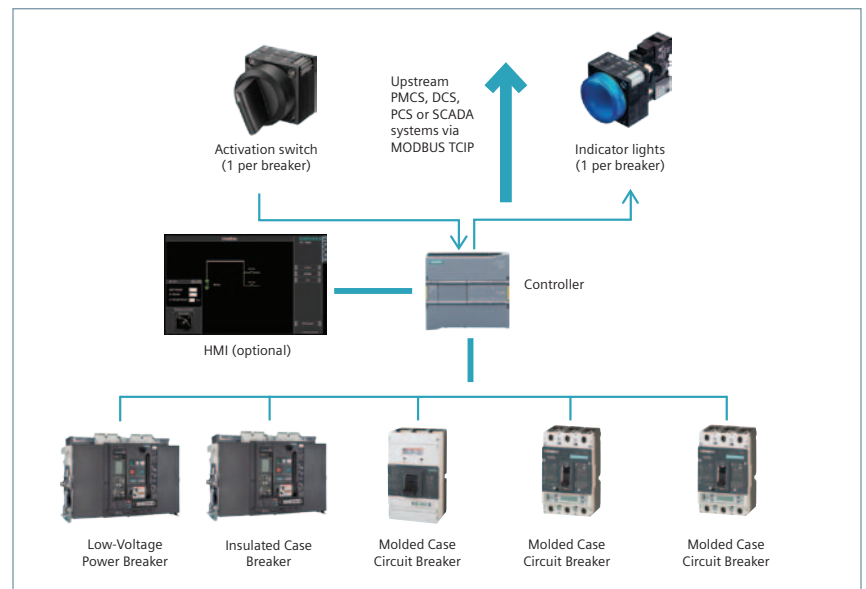 Upstream
PMCS, DCS,
PCS or SCADA
systems via
MODBUS TCIP
Activation switch
(1 per breaker)
Indicator lights
(1 per breaker)
Controller
HMI (optional)
Low-Voltage
Power Breaker
Insulated Case
Breaker
Molded Case
Circuit Breaker
Molded Case
Circuit Breaker
Molded Case
Circuit Breaker